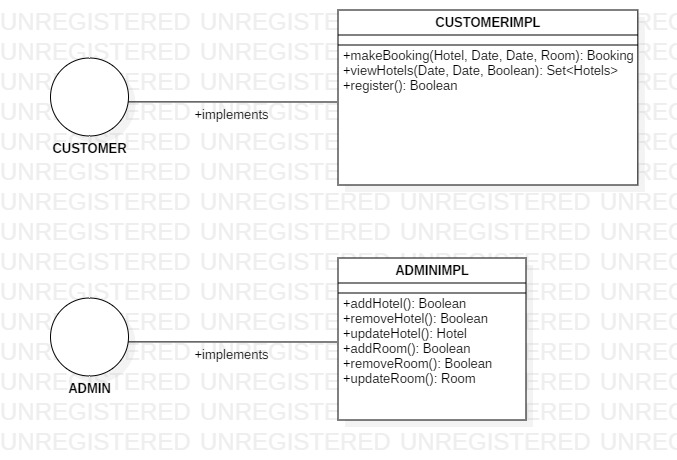 CUSTOMERIMPL
+makeBooking(Hotel, Date, Date, Room): Booking
+viewHotels(Date, Date, Boolean): Set<Hotels>
+register(): Boolean
+implements
CUSTOMER
ADMINIMPL
+addHotel(): Boolean
+removeHotel(): Boolean
+updateHotel(): Hotel
+addRoom(): Boolean
+removeRoom(): Boolean
+updateRoom(): Room
+implements
ADMIN
UNREGISTERED